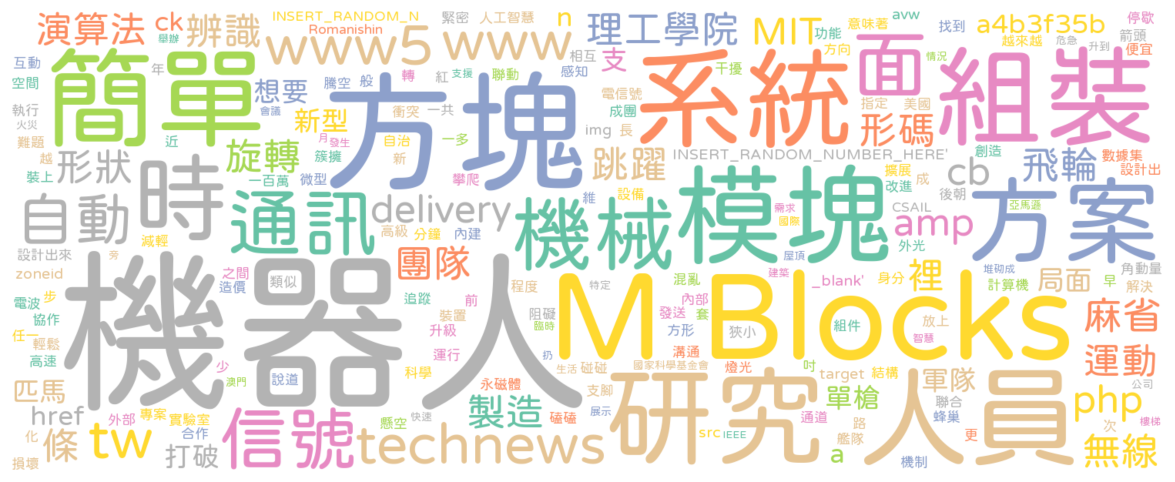 演算法 ck 辨識 INSERT_RANDOM_N 緊密 人工智慧 n 理工學院 MIT 意味著 avw 找到 越來越 停歇
舉辦 Romanishin www5 www 功能 a4b3f35b 危急 箭頭
互動 簡單 想要 騰空 般 轉 支援 紅 聯動 相互 感知 支 干擾 方向 面 升到 便宜
空間 年 會議 方塊 系統 組裝 情況
執行 新型 衝突 一共 電信號 成團 指定 美國 形碼
火災 近 月 發生 自治 一多 img 長
難題 旋轉 簇擁 新 跳躍 INSERT_RANDOM_NUMBER_HERE' 創造 數據集
越 形狀 時 一百萬 微型 攀爬 維 模塊 擴展 cb 飛輪 設計出
裝上 自動 通訊 delivery 機械 設備 需求 改進 成 後朝 方案
高級 分鐘 內建 國際 CSAIL amp 亞馬遜
設計出來 減輕 旁 團隊 外光 屋頂 堆砌成 角動量
zoneid 之間 類似 機器人 程度 混亂 建築 _blank' 身分 裡 計算機 局面 早 解決
電波 步 造價 追蹤 前 裝置 阻礙 臨時 特定 內部 套 M Blocks 放上 麻省
協作 升級 發送 方形 狹小 組件 智慧
任一 輕鬆 運行 溝通 運動
高速 少 澳門 說道 科學 扔 生活 碰碰 國家科學基金會 燈光 吋 結構 公司
匹馬 永磁體 支腳 target 軍隊
href 外部 專案 實驗室 製造 展示 研究人員 單槍 聯合 php 次 樓梯
條 tw 合作 信號 懸空 快速 磕磕 通道 蜂巢
化 打破 technews src IEEE a 路 艦隊 更 無線
損壞 機制